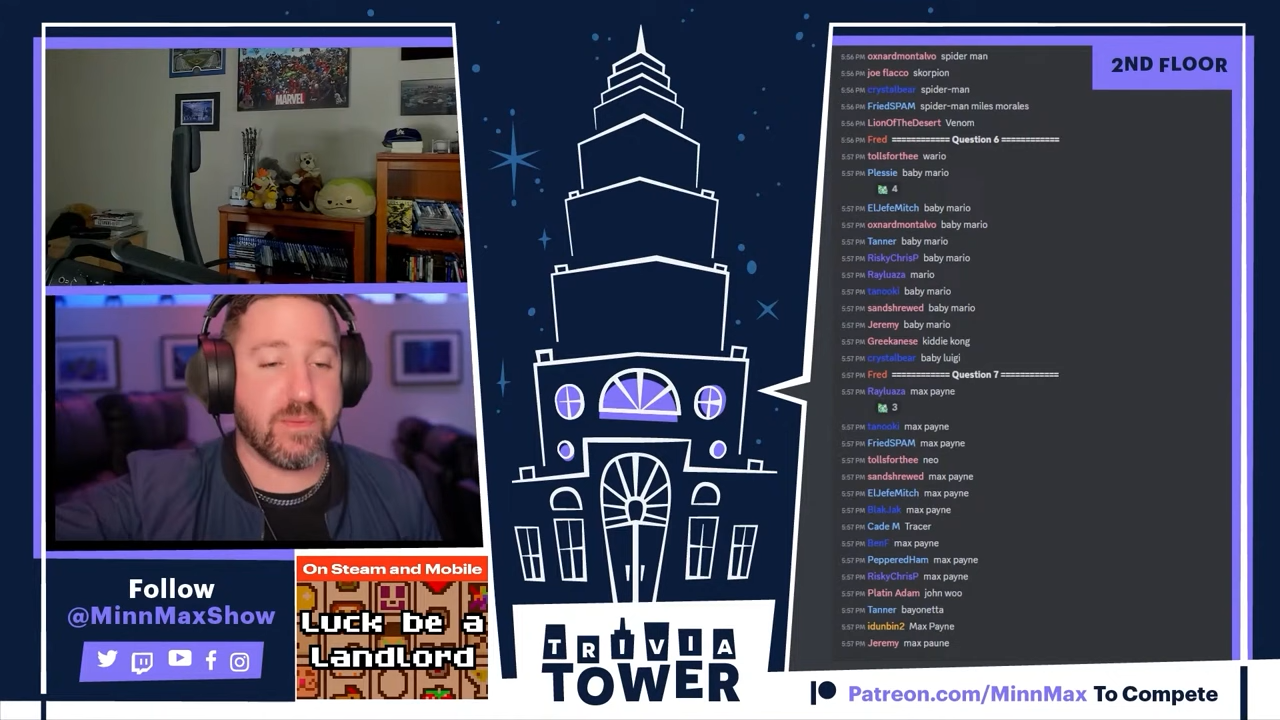 MARVEL
Follow
@MinnMaxShow
On Steam and Mobile
Luck be a
Landlord
TRIVIA
TOWER
2ND FLOOR
5:56 PM oxnardmontalvo spider man
5:56 PM joe flacco skorpion
5:56 PM crystalbear spider-man
5:56 PM FriedSPAM spider-man miles morales
5:56 PM LionOfTheDesert Venom
5:56 PM Fred ============ Question 6 ============
5:57 PM tollsforthee wario
5:57 PM Plessie baby mario
4
5:57 PM ElJefeMitch baby mario
5:57 PM oxnardmontalvo baby mario
5:57 PM Tanner baby mario
5:57 PM RiskyChrisP baby mario
5:57 PM Rayluaza mario
5:57 PM tanooki baby mario
5:57 PM sandshrewed baby mario
5:57 PM Jeremy baby mario
5:57 PM Greekanese kiddie kong
5:57 PM crystalbear baby luigi
5:57 PM Fred ============ Question 7 ============
5:57 PM Rayluaza max payne
3
5:57 PM tanooki max payne
5:57 PM FriedSPAM max payne
5:57 PM tollsforthee neo
5:57 PM sandshrewed max payne
5:57 PM ElJefeMitch max payne
5:57 PM BlakJak max payne
5:57 PM Cade M Tracer
5:57 PM BenF max payne
5:57 PM PepperedHam max payne
5:57 PM RiskyChrisP max payne
5:57 PM Platin Adam john woo
5:57 PM Tanner bayonetta
5:57 PM idunbin2 Max Payne
5:57 PM Jeremy max paune
Patreon.com/MinnMax To Compete